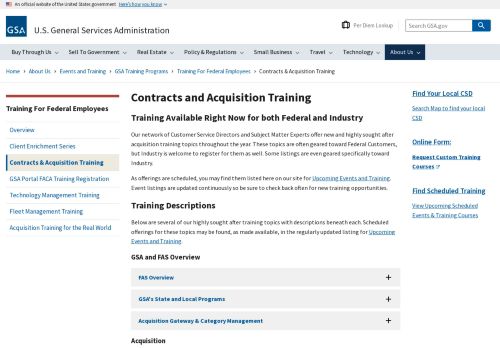 An official website of the United States government Here's how you know
GSA U.S. General Services Administration
Per Diem Lookup
Search GSA.gov
Buy Through Us Sell To Government Real Estate Policy & Regulations Small Business Travel Technology About Us
Home › About Us › Events and Training › GSA Training Programs › Training For Federal Employees › Contracts & Acquisition Training
Training For Federal Employees
Overview
Client Enrichment Series
Contracts & Acquisition Training
GSA Portal FACA Training Registration
Technology Management Training
Fleet Management Training
Acquisition Training for the Real World
Contracts and Acquisition Training
Training Available Right Now for both Federal and Industry
Our network of Customer Service Directors and Subject Matter Experts offer new and highly sought after
acquisition training topics throughout the year. These topics are often geared toward Federal Customers,
but Industry is welcome to register for them as well. Some listings are even geared specifically toward
Industry.
As offerings are scheduled, you may find them listed here on our site for Upcoming Events and Training.
Event listings are updated continuously so be sure to check back often for new training opportunities.
Training Descriptions
Below are several of our highly sought after training topics with descriptions beneath each. Scheduled
offerings for these topics may be found, as made available, in the regularly updated listing for Upcoming
Events and Training.
GSA and FAS Overview
FAS Overview +
GSA's State and Local Programs +
Acquisition Gateway & Category Management +
Acquisition
Find Your Local CSD
Search Map to find your local
CSD
Online Form:
Request Custom Training
Courses
Find Scheduled Training
View Upcoming Scheduled
Events & Training Courses